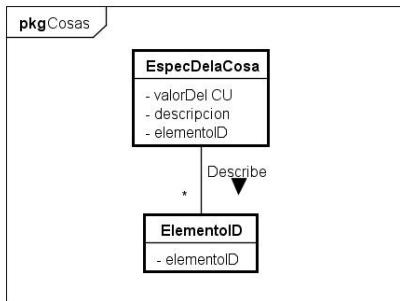 pkgCosas
EspecDelaCosa
- valorDel CU
- descripcion
- elementoID
Describe
*
ElementoID
- elementoID